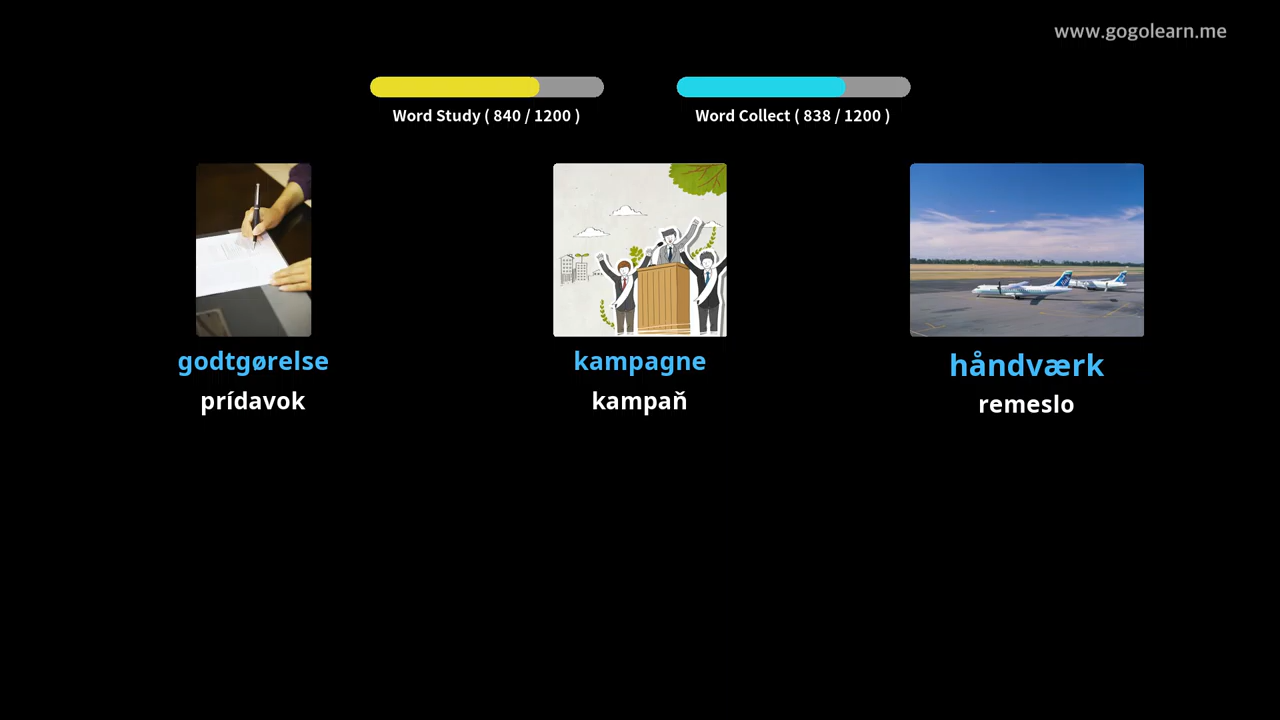 www.gogolearn.me
Word Study ( 840 / 1200 )
Word Collect ( 838 / 1200 )
godtgørelse
kampagne
håndværk
prídavok
kampaň
remeslo